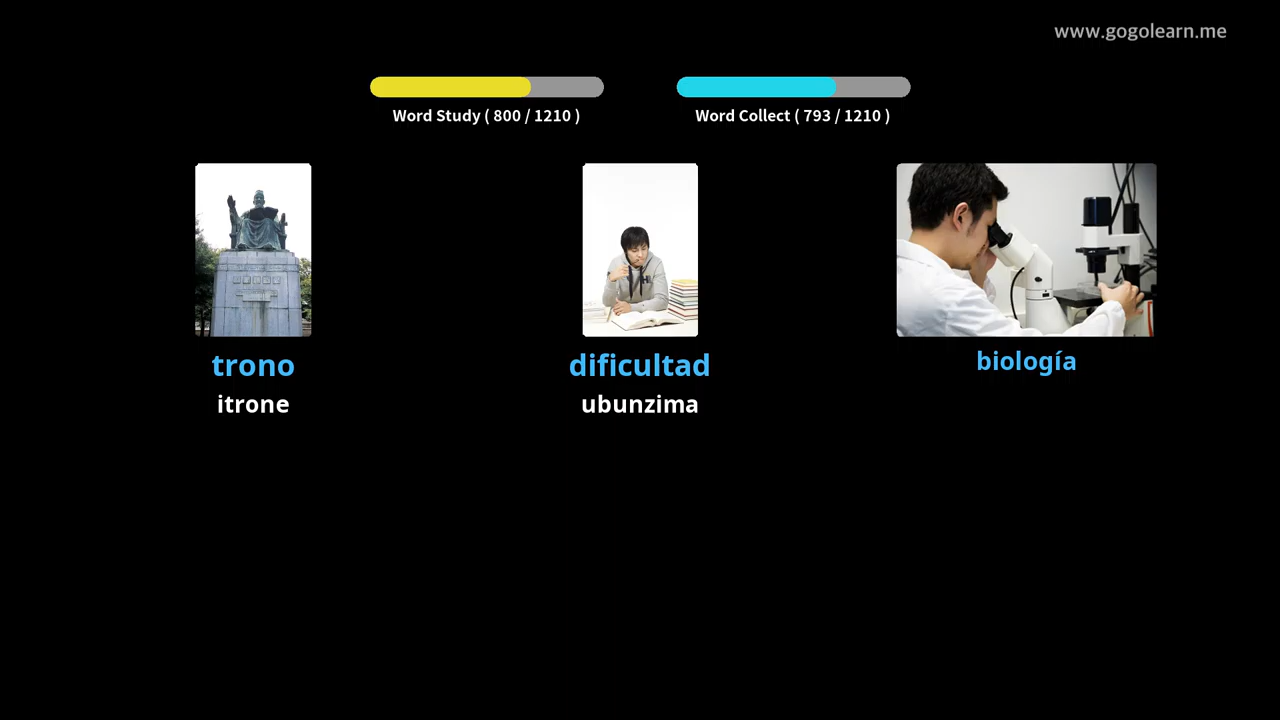 www.gogolearn.me
Word Study ( 800 / 1210 )
Word Collect ( 793 / 1210 )
trono
itrone
dificultad
ubunzima
biología